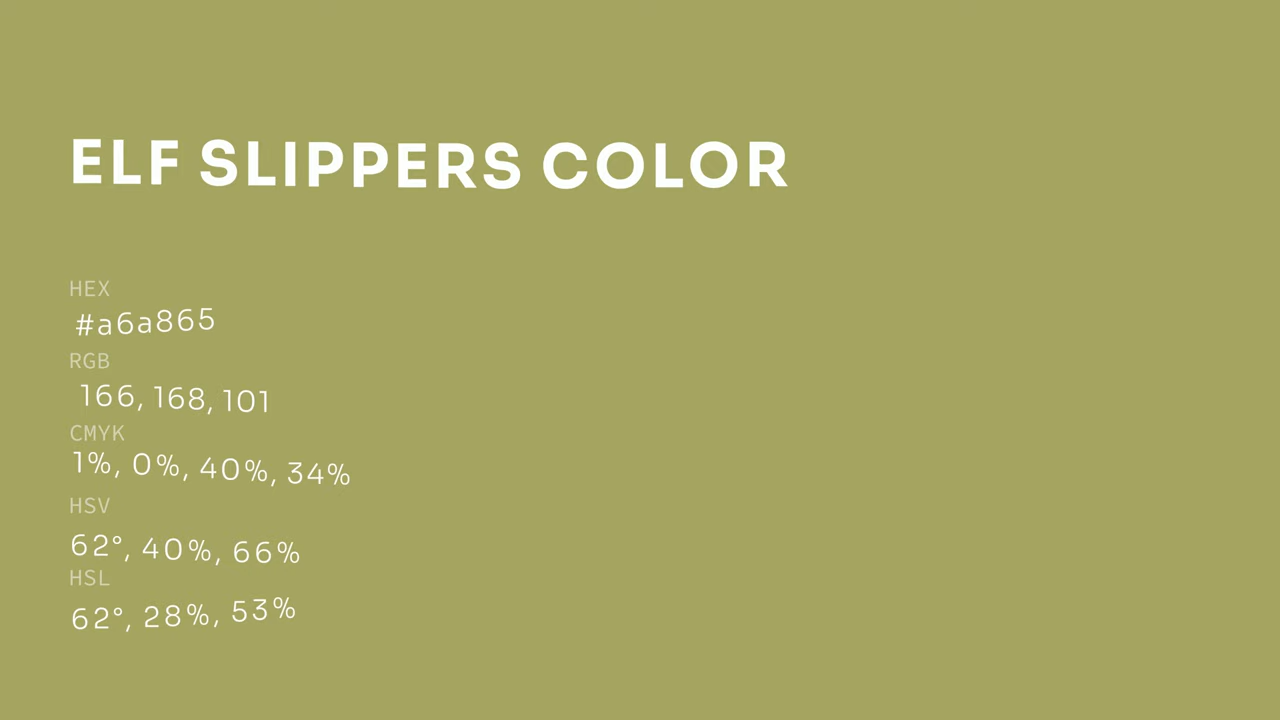 ELF SLIPPERS COLOR
HEX
#a6a865
RGB
166, 168, 101
CMYK
1%, 0%, 40%, 34%
HSV
62°, 40%, 66%
HSL
62°, 28%, 53%